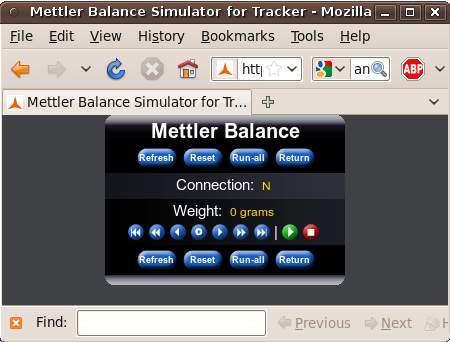 Mettler Balance Simulator for Tracker - Mozilla
File Edit View History Bookmarks Tools Help
http
an
ABP
Mettler Balance Simulator for Tr...
Mettler Balance
Refresh Reset Run-all Return
Connection: N
Weight: 0 grams
0 |
Refresh Reset Run-all Return
Find: Previous Next